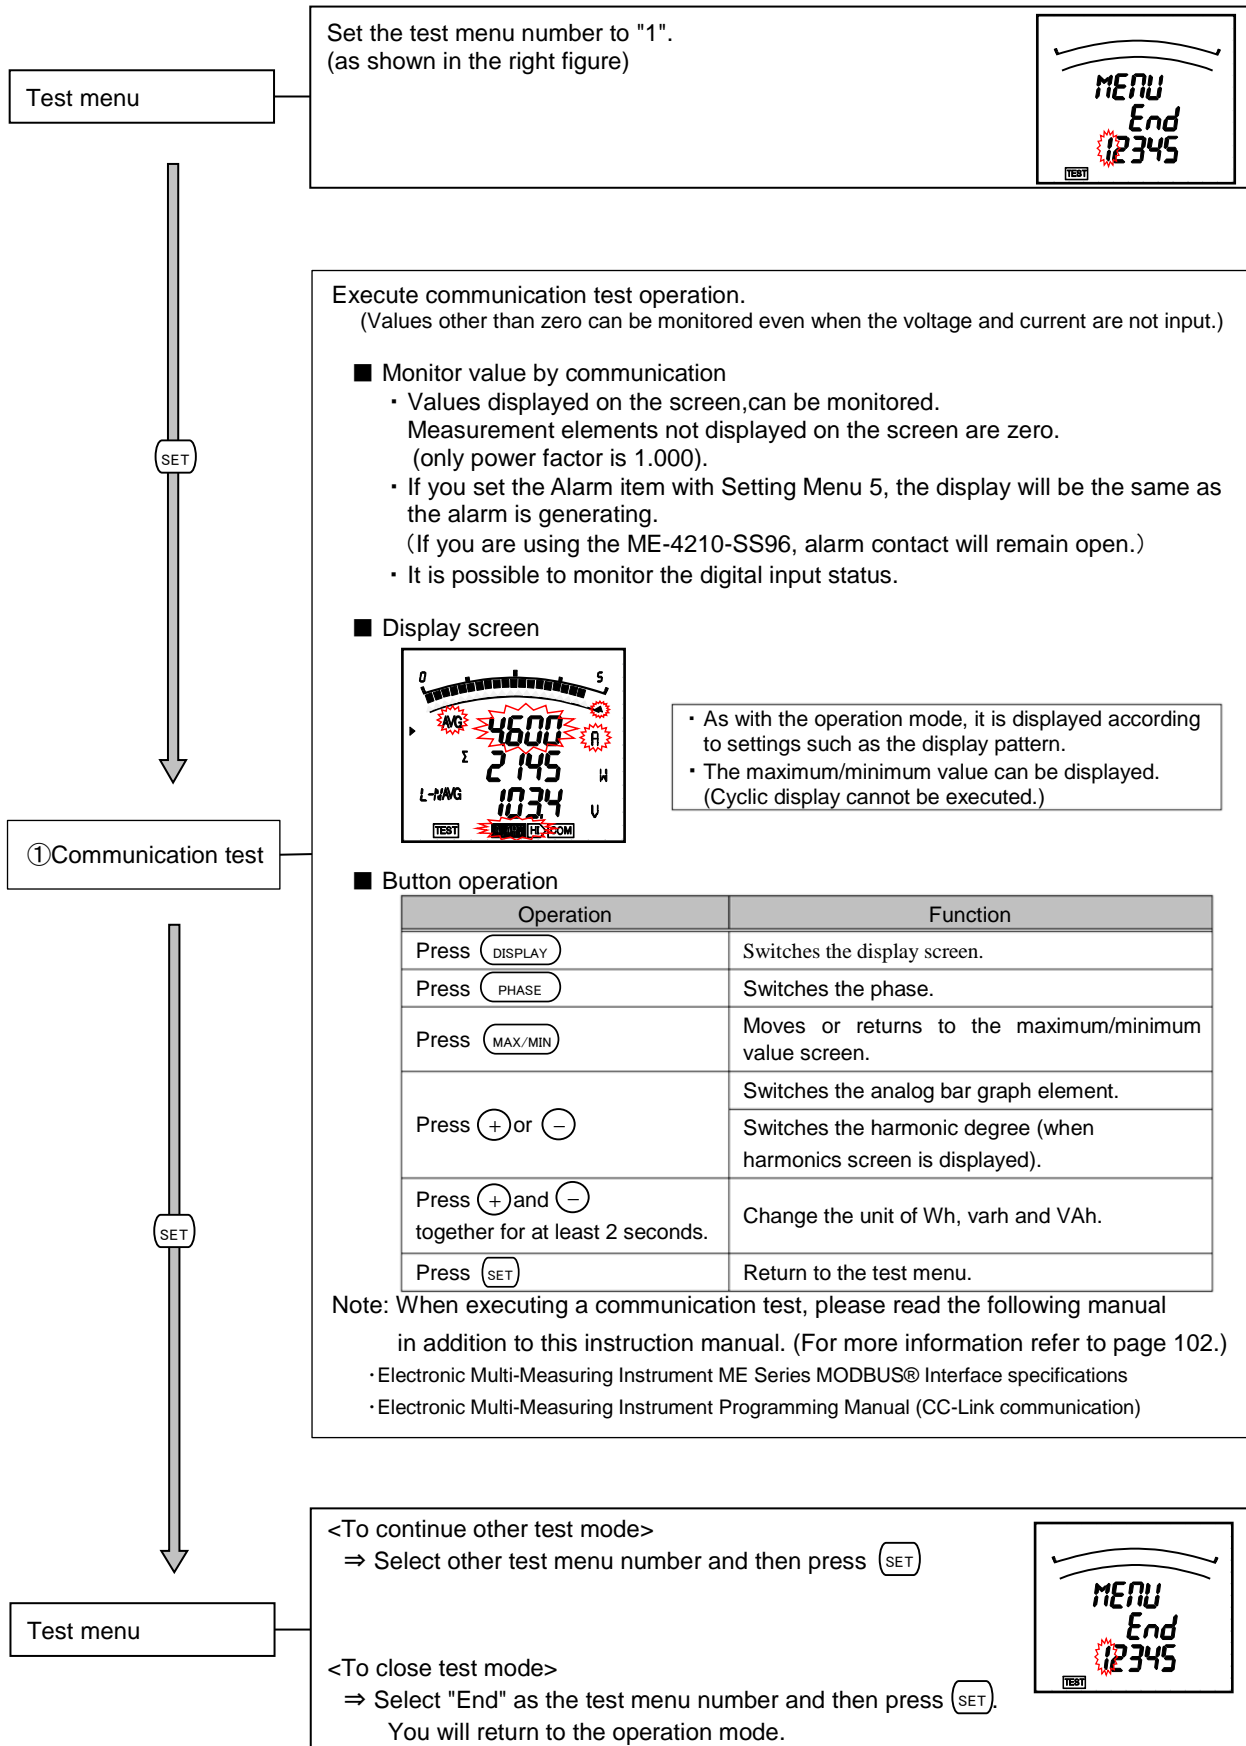 Set the test menu number to "1".
(as shown in the right figure)
Test menu
MENU
End
12345
TEST
SET
Execute communication test operation.
(Values other than zero can be monitored even when the voltage and current are not input.)
■ Monitor value by communication
・Values displayed on the screen,can be monitored.
Measurement elements not displayed on the screen are zero.
(only power factor is 1.000).
・If you set the Alarm item with Setting Menu 5, the display will be the same as
the alarm is generating.
（If you are using the ME-4210-SS96, alarm contact will remain open.）
・It is possible to monitor the digital input status.
■ Display screen
0 5
AVG 4.600 A
Σ 2145 W
L-N AVG 103.4 V
TEST HI COM
・As with the operation mode, it is displayed according
to settings such as the display pattern.
・The maximum/minimum value can be displayed.
(Cyclic display cannot be executed.)
①Communication test
■ Button operation
Operation Function
Press DISPLAY Switches the display screen.
Press PHASE Switches the phase.
Press MAX/MIN Moves or returns to the maximum/minimum
value screen.
Press + or − Switches the analog bar graph element.
Switches the harmonic degree (when
harmonics screen is displayed).
Press + and −
together for at least 2 seconds. Change the unit of Wh, varh and VAh.
Press SET Return to the test menu.
SET
Note: When executing a communication test, please read the following manual
in addition to this instruction manual. (For more information refer to page 102.)
・Electronic Multi-Measuring Instrument ME Series MODBUS® Interface specifications
・Electronic Multi-Measuring Instrument Programming Manual (CC-Link communication)
<To continue other test mode>
⇒ Select other test menu number and then press SET
Test menu
MENU
End
12345
TEST
<To close test mode>
⇒ Select "End" as the test menu number and then press SET.
You will return to the operation mode.